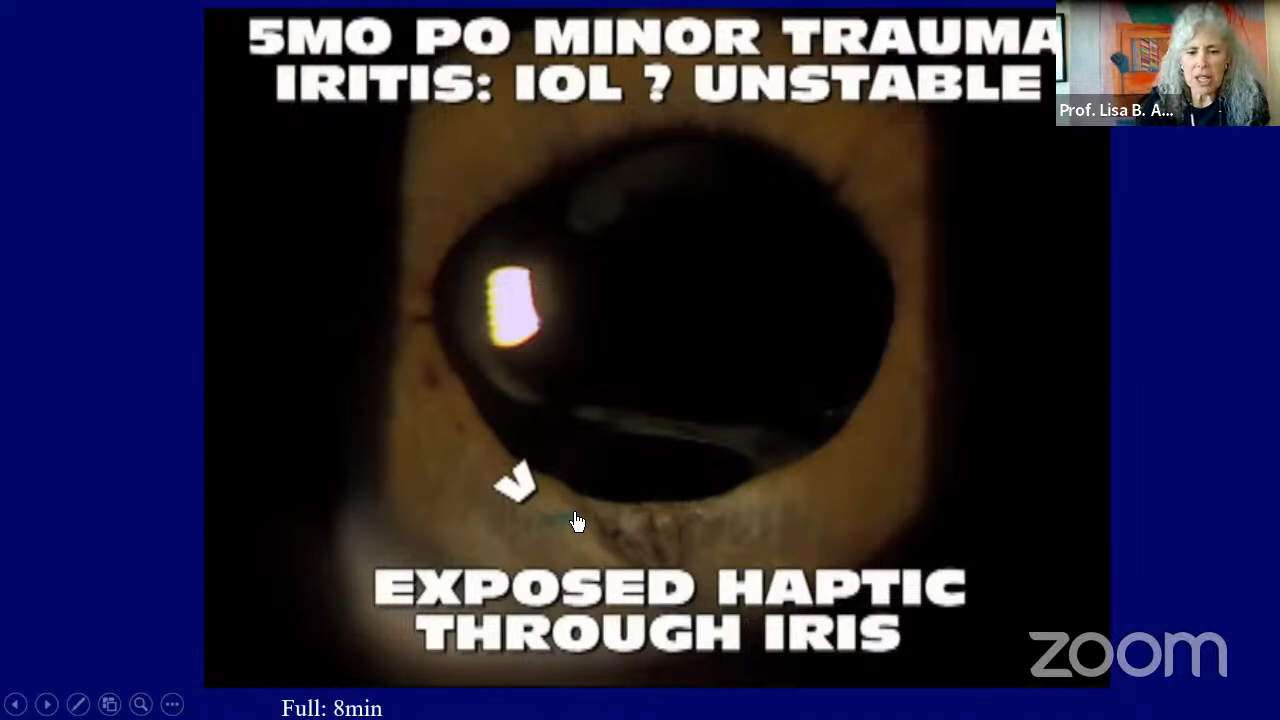 5MO PO MINOR TRAUMA
IRITIS: IOL ? UNSTABLE
Prof. Lisa B. A...
V
EXPOSED HAPTIC
THROUGH IRIS
zoom
Full: 8min